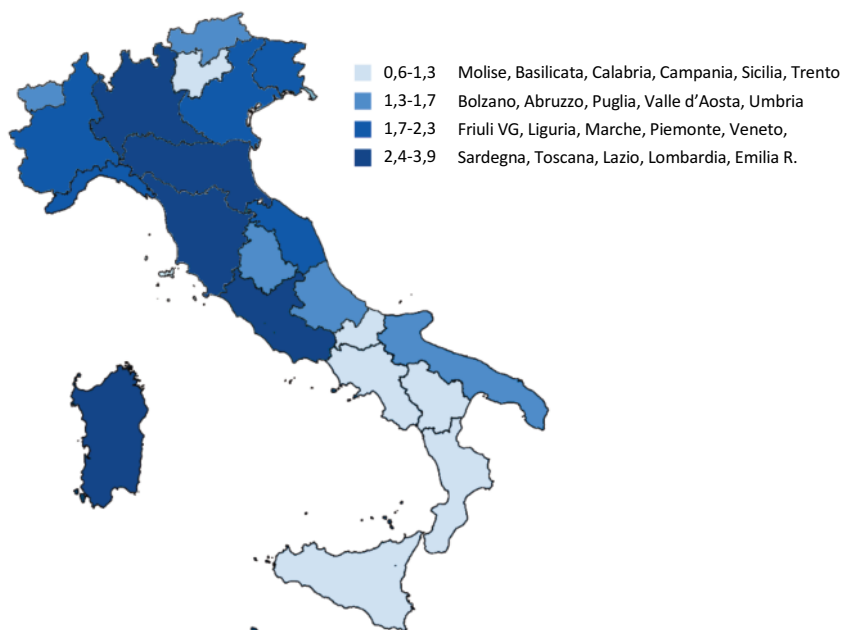 0,6-1,3 Molise, Basilicata, Calabria, Campania, Sicilia, Trento
1,3-1,7 Bolzano, Abruzzo, Puglia, Valle d’Aosta, Umbria
1,7-2,3 Friuli VG, Liguria, Marche, Piemonte, Veneto,
2,4-3,9 Sardegna, Toscana, Lazio, Lombardia, Emilia R.